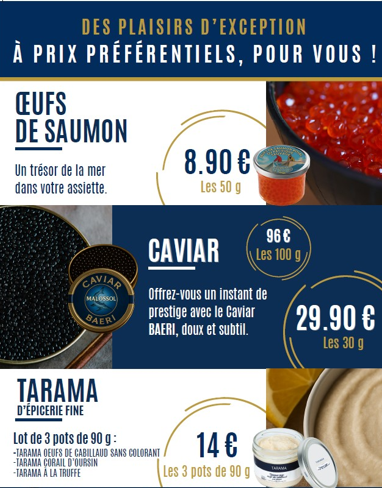 DES PLAISIRS D'EXCEPTION
À PRIX PRÉFÉRENTIELS, POUR VOUS !
ŒUFS
DE SAUMON
Un trésor de la mer
dans votre assiette.
8.90 €
Les 50 g
CAVIAR
MALOSSOL
BAERI
CAVIAR
96 €
Les 100 g
Offrez-vous un instant de
prestige avec le Caviar
BAERI, doux et subtil.
29.90 €
Les 30 g
TARAMA
D'ÉPICERIE FINE
Lot de 3 pots de 90 g :
-TARAMA OEUFS DE CABILLAUD SANS COLORANT
-TARAMA CORAIL D'OURSIN
-TARAMA À LA TRUFFE
14 €
Les 3 pots de 90 g
TARAMA